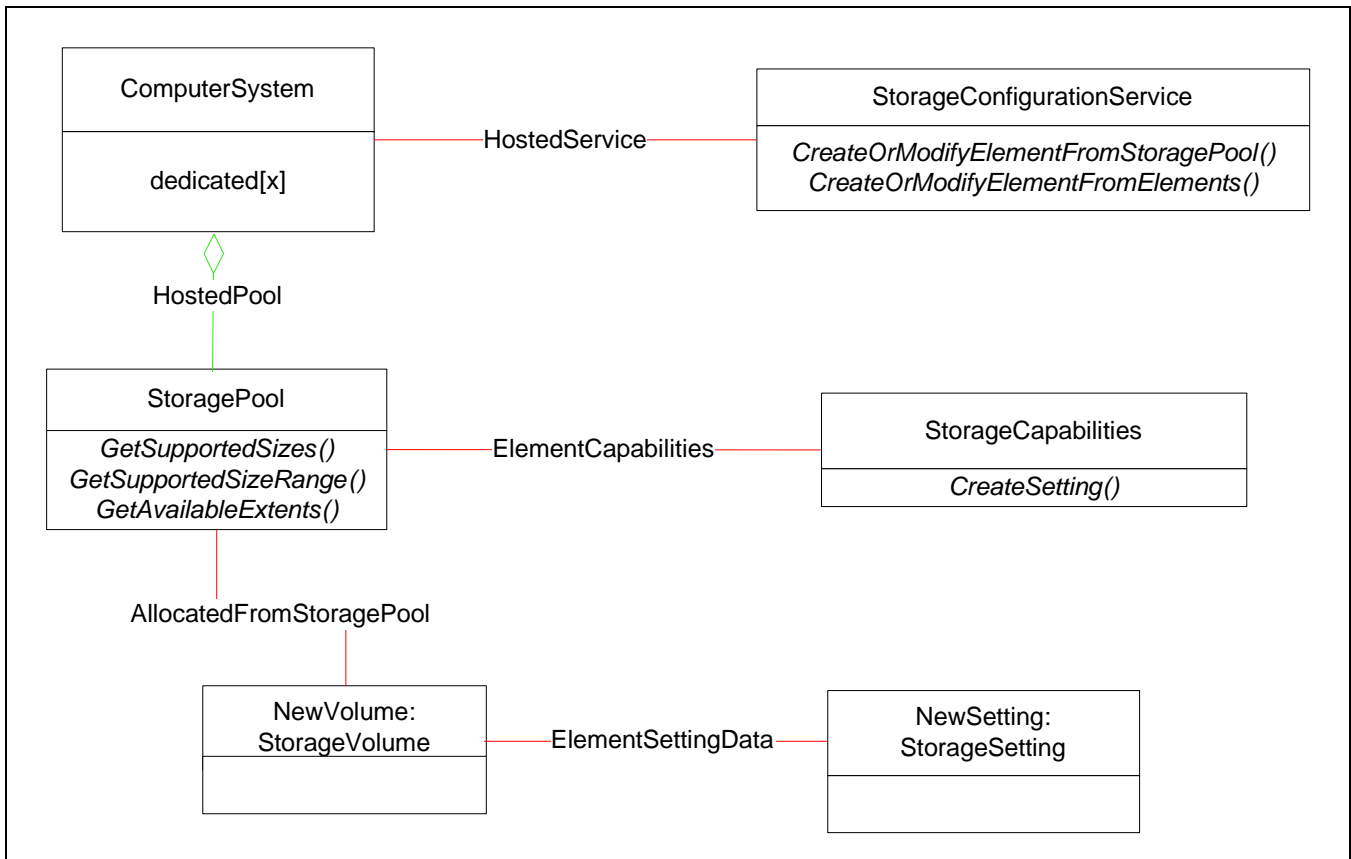 ComputerSystem
dedicated[x]
HostedService
StorageConfigurationService
CreateOrModifyElementFromStoragePool()
CreateOrModifyElementFromElements()
HostedPool
StoragePool
GetSupportedSizes()
GetSupportedSizeRange()
GetAvailableExtents()
ElementCapabilities
StorageCapabilities
CreateSetting()
AllocatedFromStoragePool
NewVolume:
StorageVolume
ElementSettingData
NewSetting:
StorageSetting